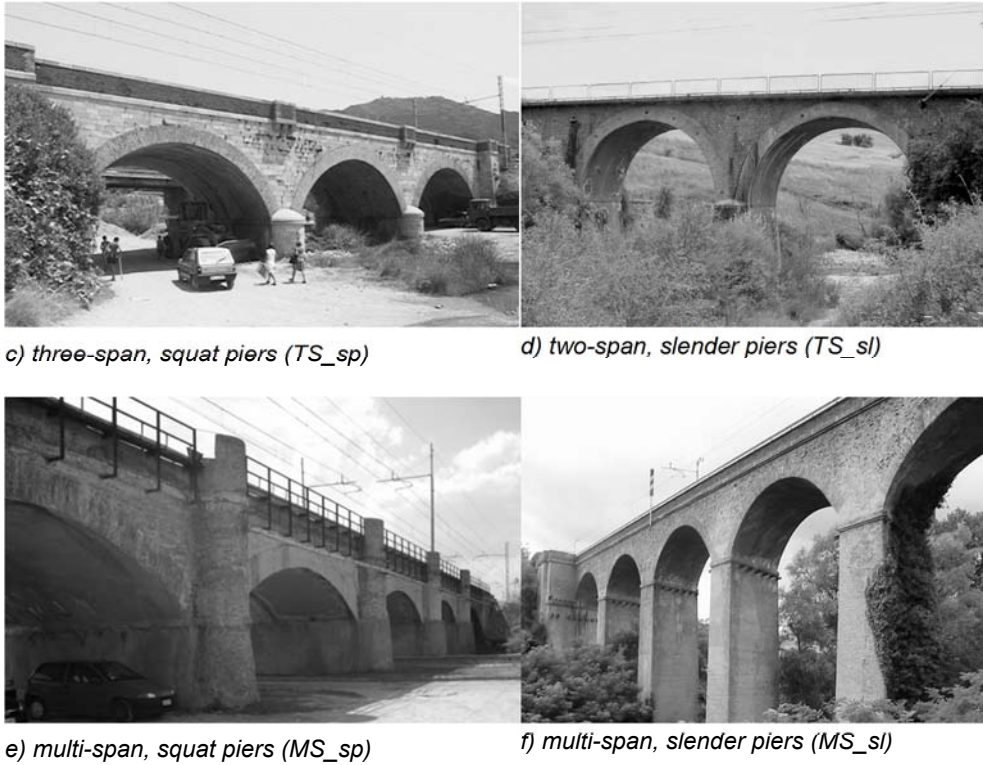 c) three-span, squat piers (TS_sp)
d) two-span, slender piers (TS_sl)
e) multi-span, squat piers (MS_sp)
f) multi-span, slender piers (MS_sl)